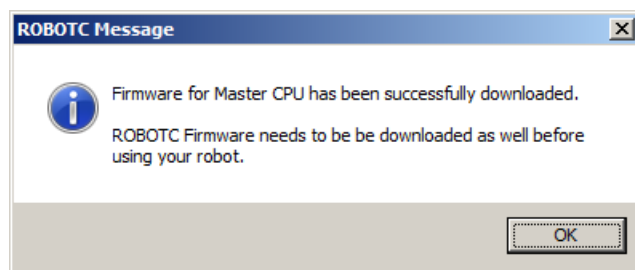 ROBOTC Message
Firmware for Master CPU has been successfully downloaded.
ROBOTC Firmware needs to be be downloaded as well before
using your robot.
OK